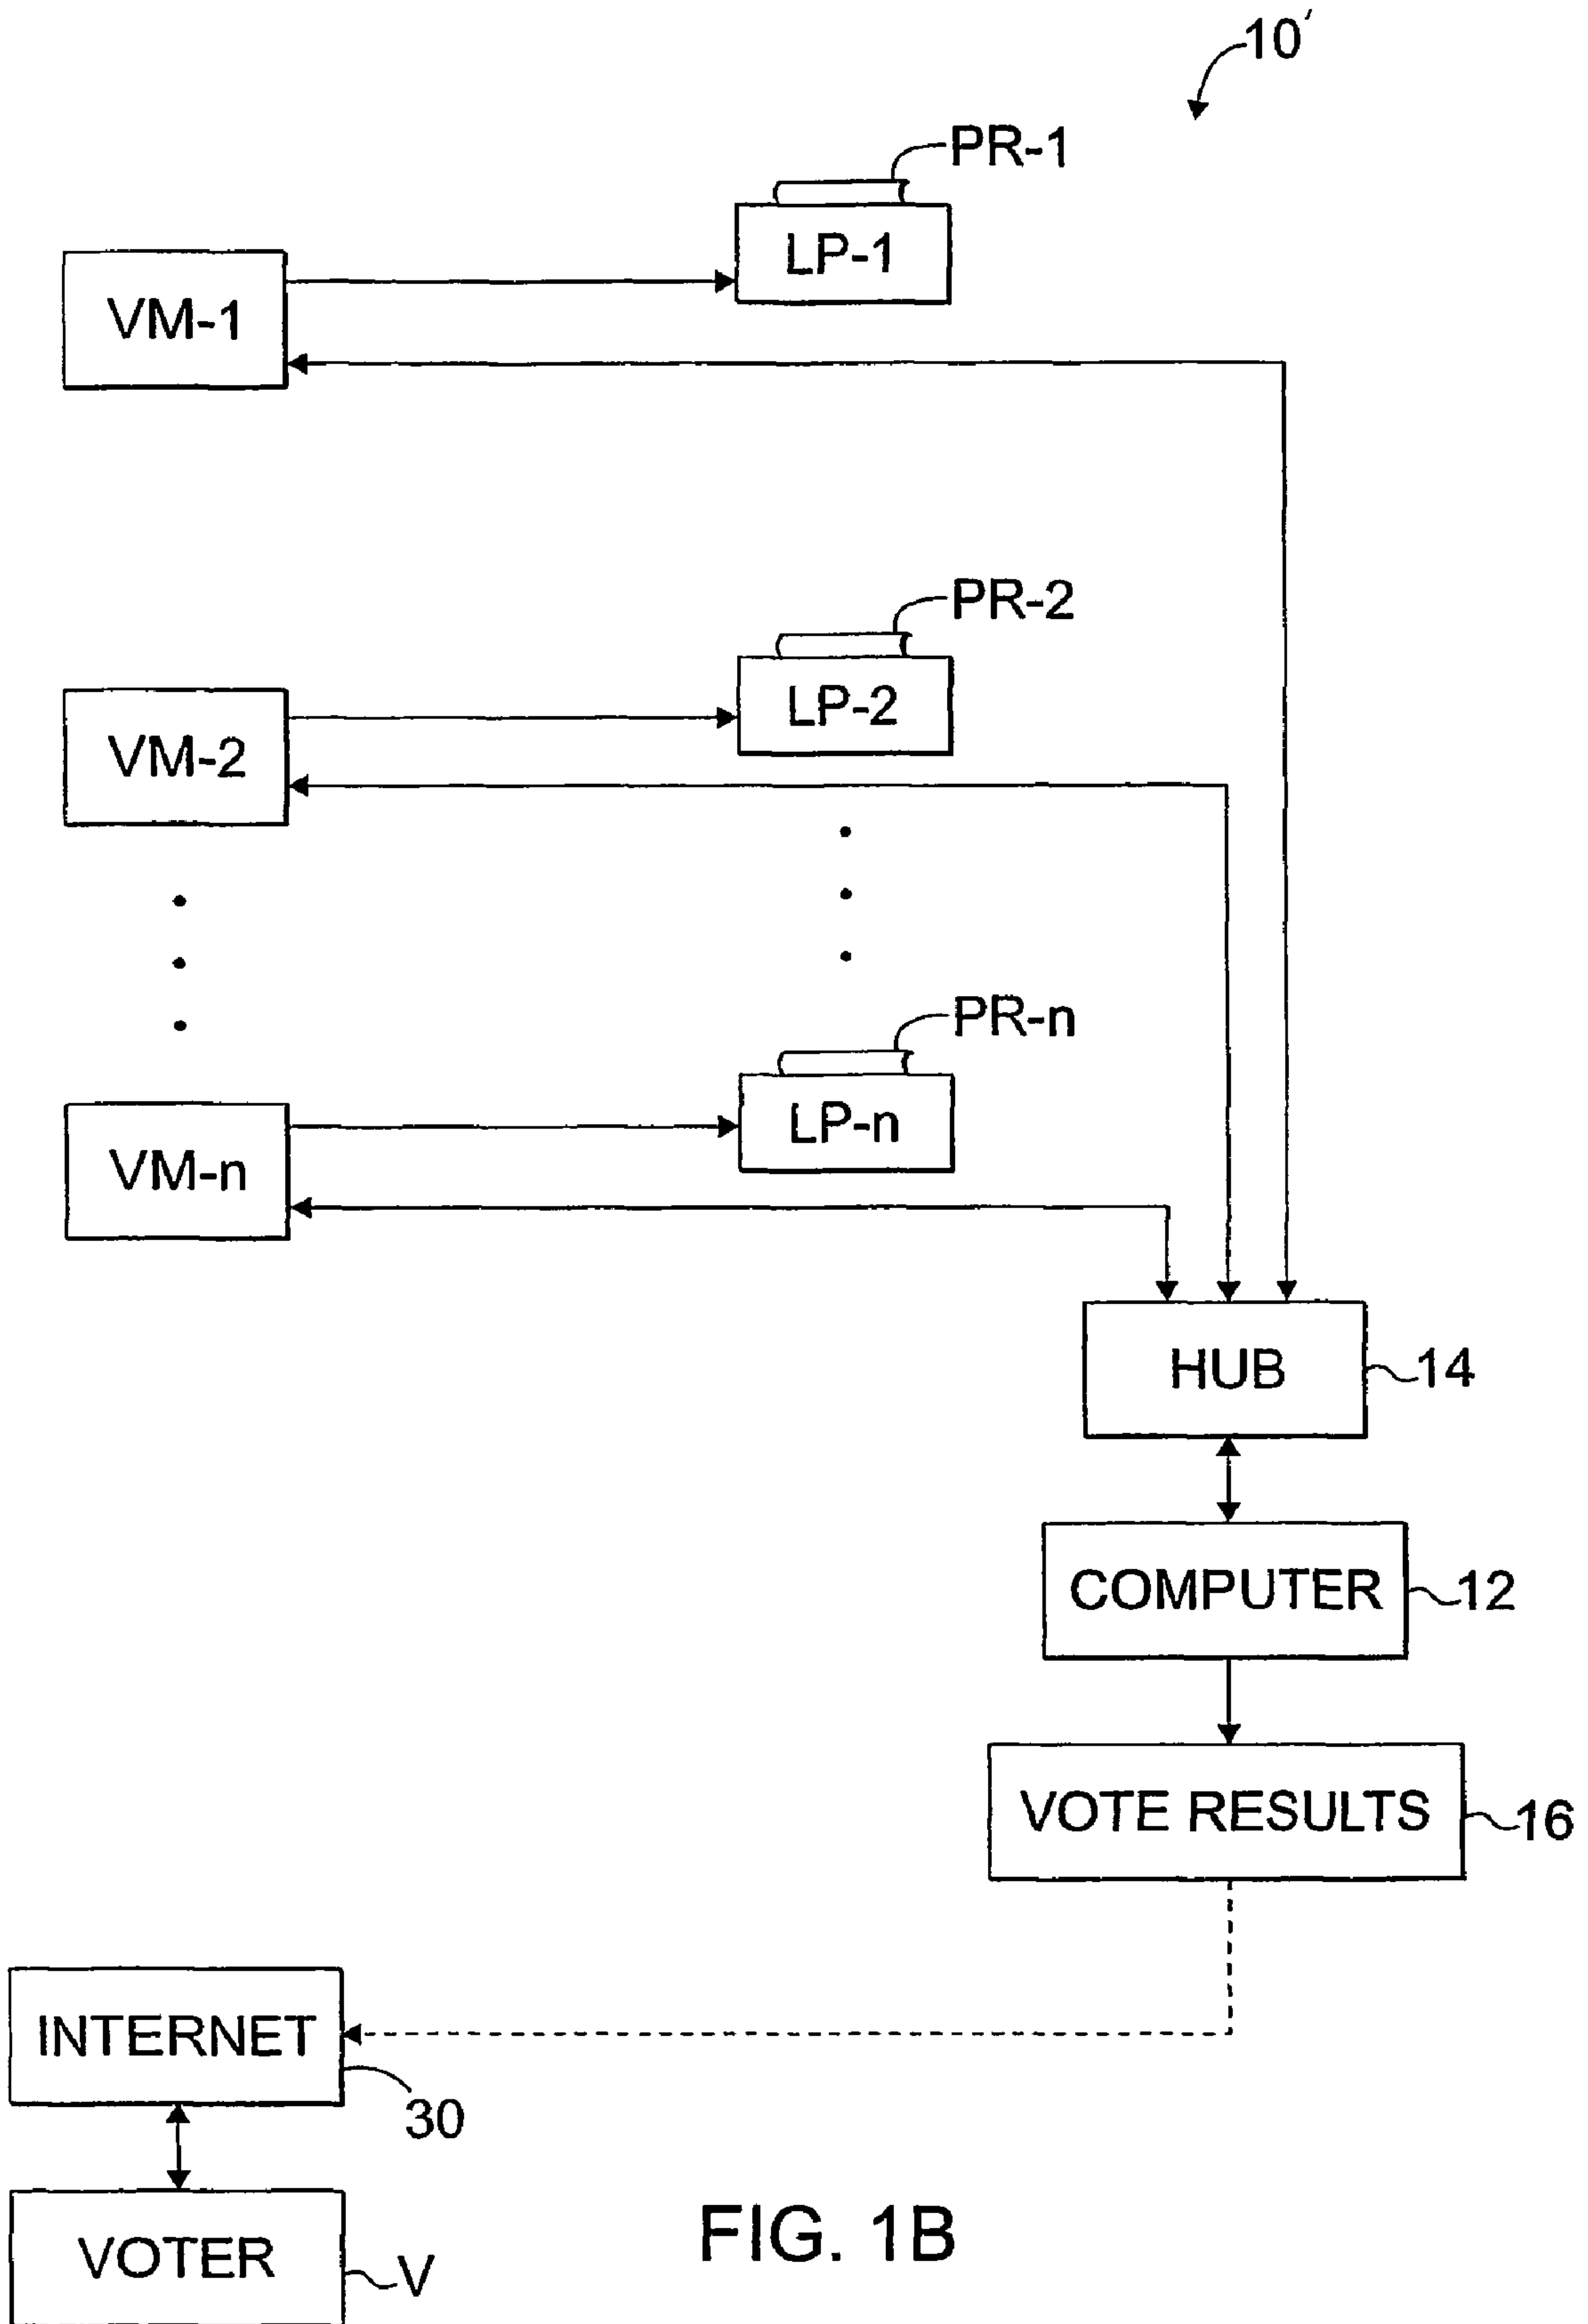 10'
PR-1
LP-1
VM-1
PR-2
LP-2
VM-2
PR-n
LP-n
VM-n
HUB
14
COMPUTER
12
VOTE RESULTS
16
INTERNET
30
VOTER
V
FIG. 1B